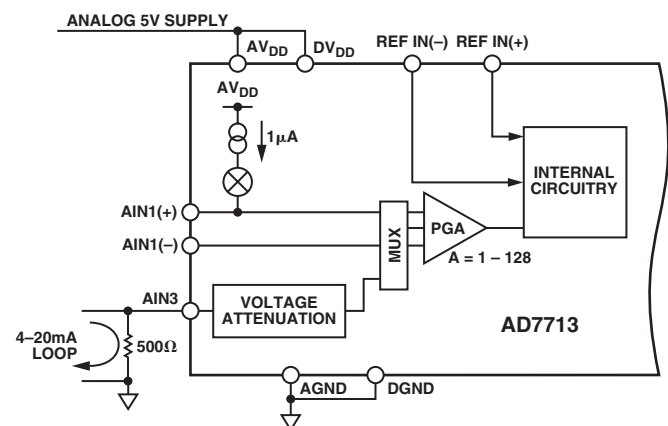 ANALOG 5V SUPPLY
AVDD
DVDD
REF IN(–)
REF IN(+)
AVDD
1μA
INTERNAL
CIRCUITRY
AIN1(+)
AIN1(–)
MUX
PGA
A = 1 – 128
AIN3
VOLTAGE
ATTENUATION
AD7713
4–20mA
LOOP
500Ω
AGND
DGND